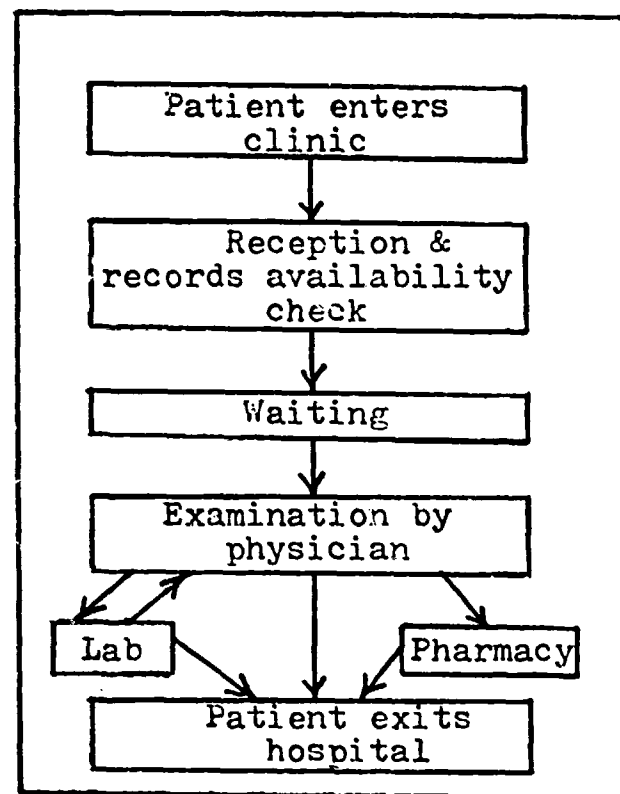 Patient enters
clinic
Reception &
records availability
check
Waiting
Examination by
physician
Lab
Pharmacy
Patient exits
hospital